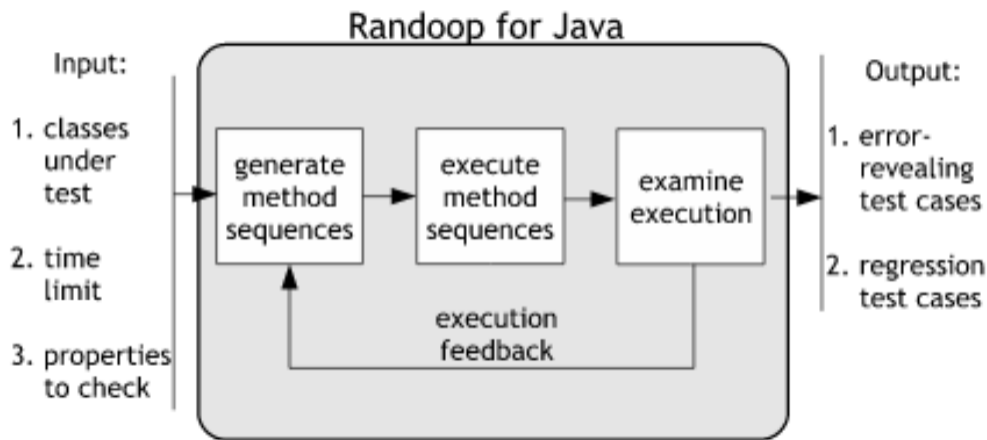 Randoop for Java
Input:
1. classes
under
test
2. time
limit
3. properties
to check
generate
method
sequences
execute
method
sequences
examine
execution
execution
feedback
Output:
1. error-
revealing
test cases
2. regression
test cases